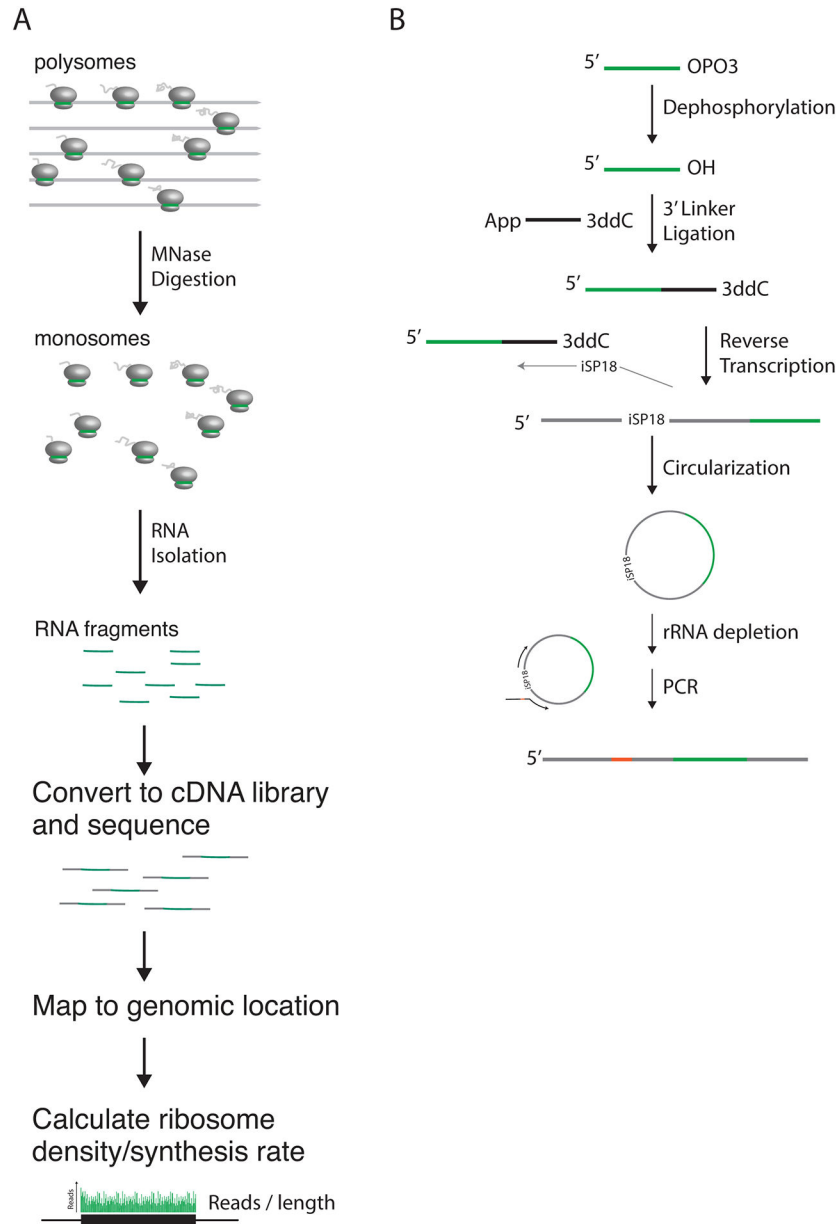 A
polysomes
MNase
Digestion
monosomes
RNA
Isolation
RNA fragments
Convert to cDNA library
and sequence
Map to genomic location
Calculate ribosome
density/synthesis rate
Reads
Reads / length
B
5′ OPO3
Dephosphorylation
OH
App 3ddC
3′ Linker
Ligation
5′ 3ddC
5′ 3ddC
iSP18
Reverse
Transcription
5′ iSP18
Circularization
iSP18
rRNA depletion
iSP18
PCR
5′